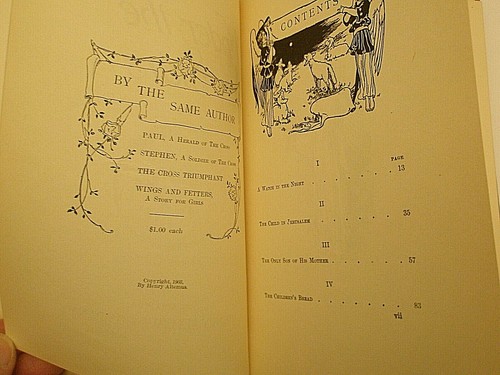 BY THE
SAME AUTHOR
PAUL, A HERALD OF THE CROSS
STEPHEN, A SOLDIER OF THE CROSS
THE CROSS TRIUMPHANT
WINGS AND FETTERS,
A STORY FOR GIRLS
$1.00 each
Copyright, 1903,
By Henry Altemus.
CONTENTS
I PAGE
A WATCH IN THE NIGHT . . . . . . . 13
II
THE CHILD IN JERUSALEM . . . . . . . 35
III
THE ONLY SON OF HIS MOTHER . . . . . . . 57
IV
THE CHILDREN'S BREAD . . . . . . . 83
vii